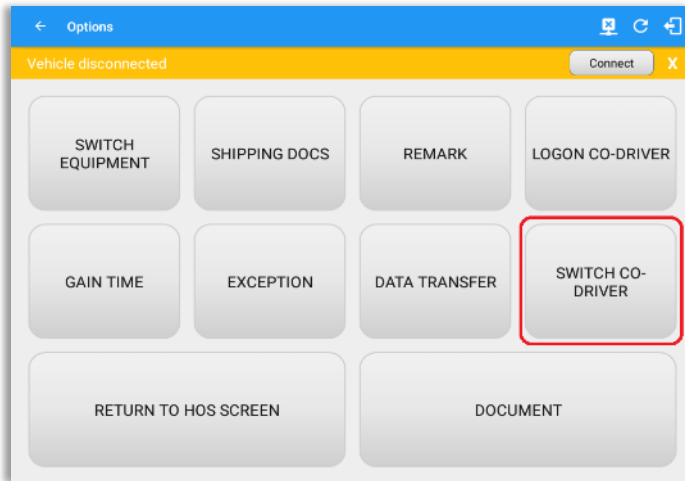 Options
Vehicle disconnected
Connect
X
SWITCH
EQUIPMENT
SHIPPING DOCS
REMARK
LOGON CO-DRIVER
GAIN TIME
EXCEPTION
DATA TRANSFER
SWITCH CO-
DRIVER
RETURN TO HOS SCREEN
DOCUMENT